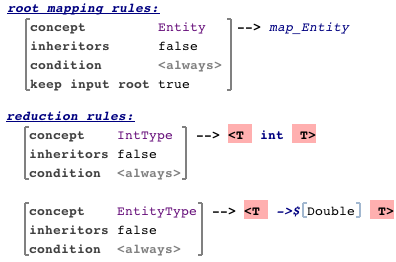 root mapping rules:
concept Entity --> map_Entity
inheritors false
condition <always>
keep input root true
reduction rules:
concept IntType --> <T int T>
inheritors false
condition <always>
concept EntityType --> <T ->$[Double] T>
inheritors false
condition <always>